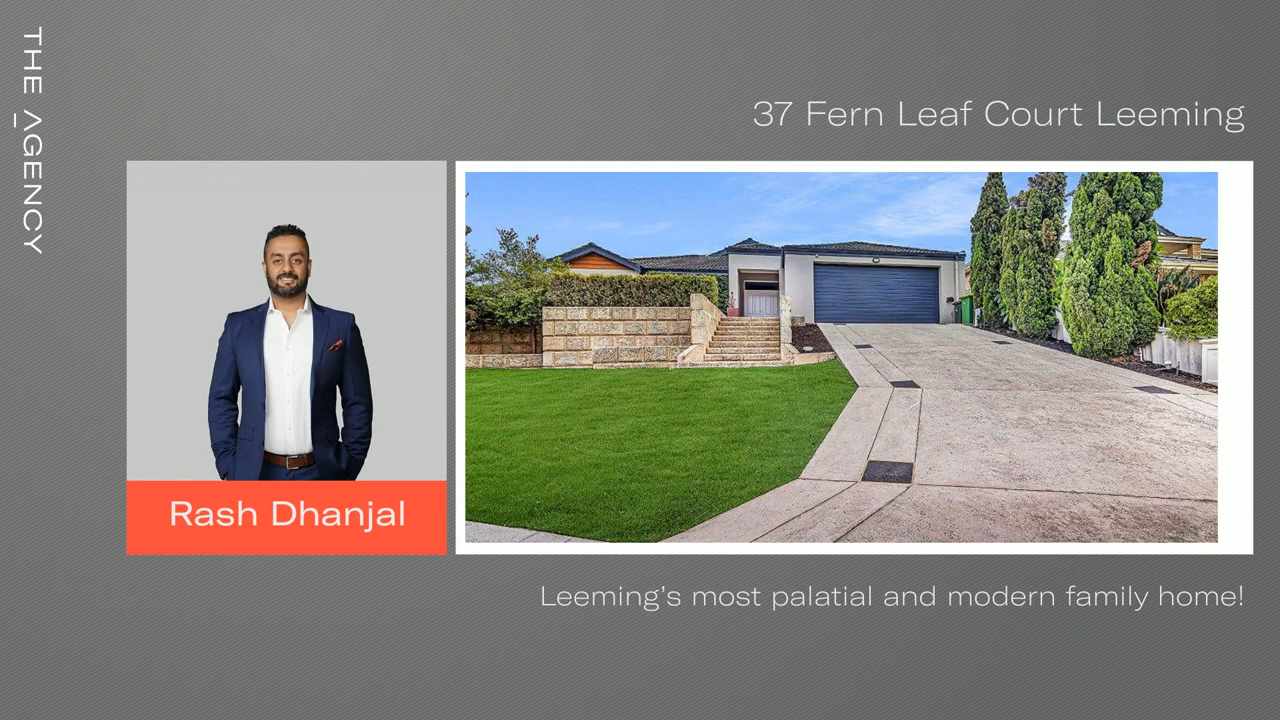 THE AGENCY
37 Fern Leaf Court Leeming
Rash Dhanjal
Leeming's most palatial and modern family home!